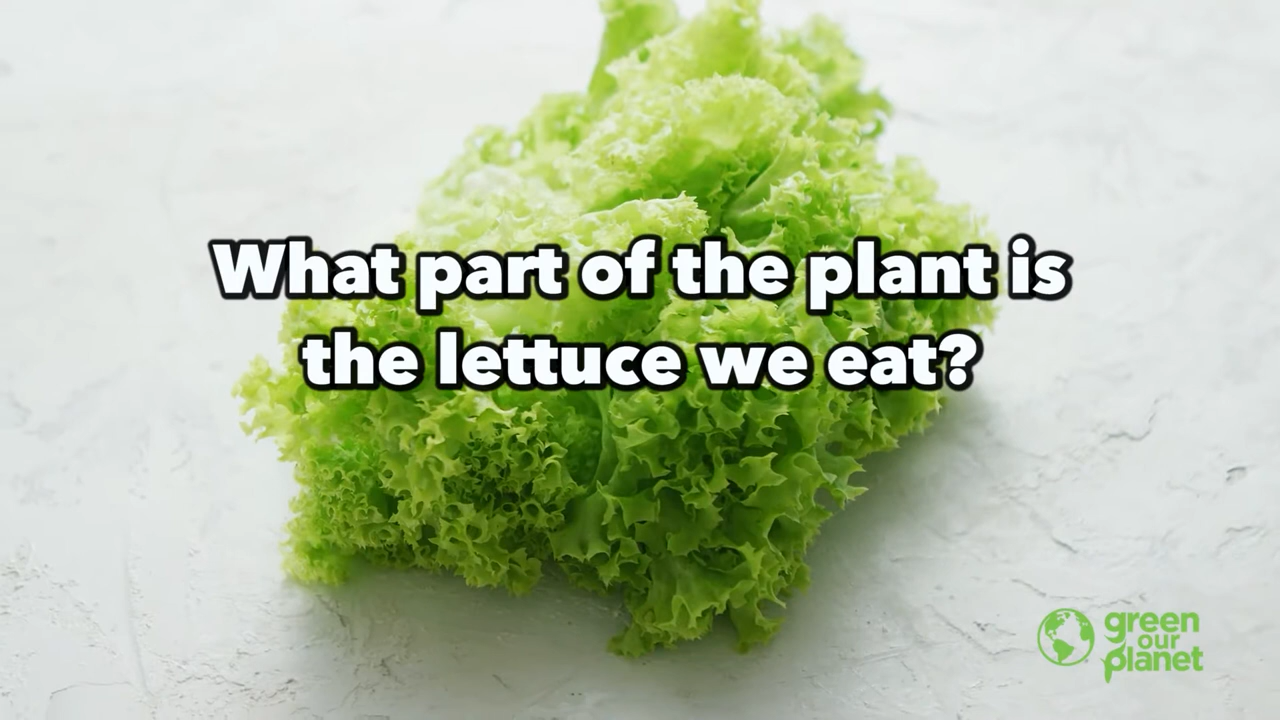 What part of the plant is
the lettuce we eat?
green
our
planet